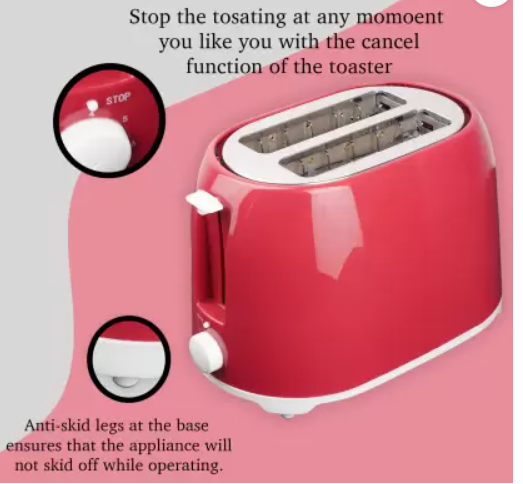 Stop the tosating at any momoent
you like you with the cancel
function of the toaster
STOP
5
Anti-skid legs at the base
ensures that the appliance will
not skid off while operating.